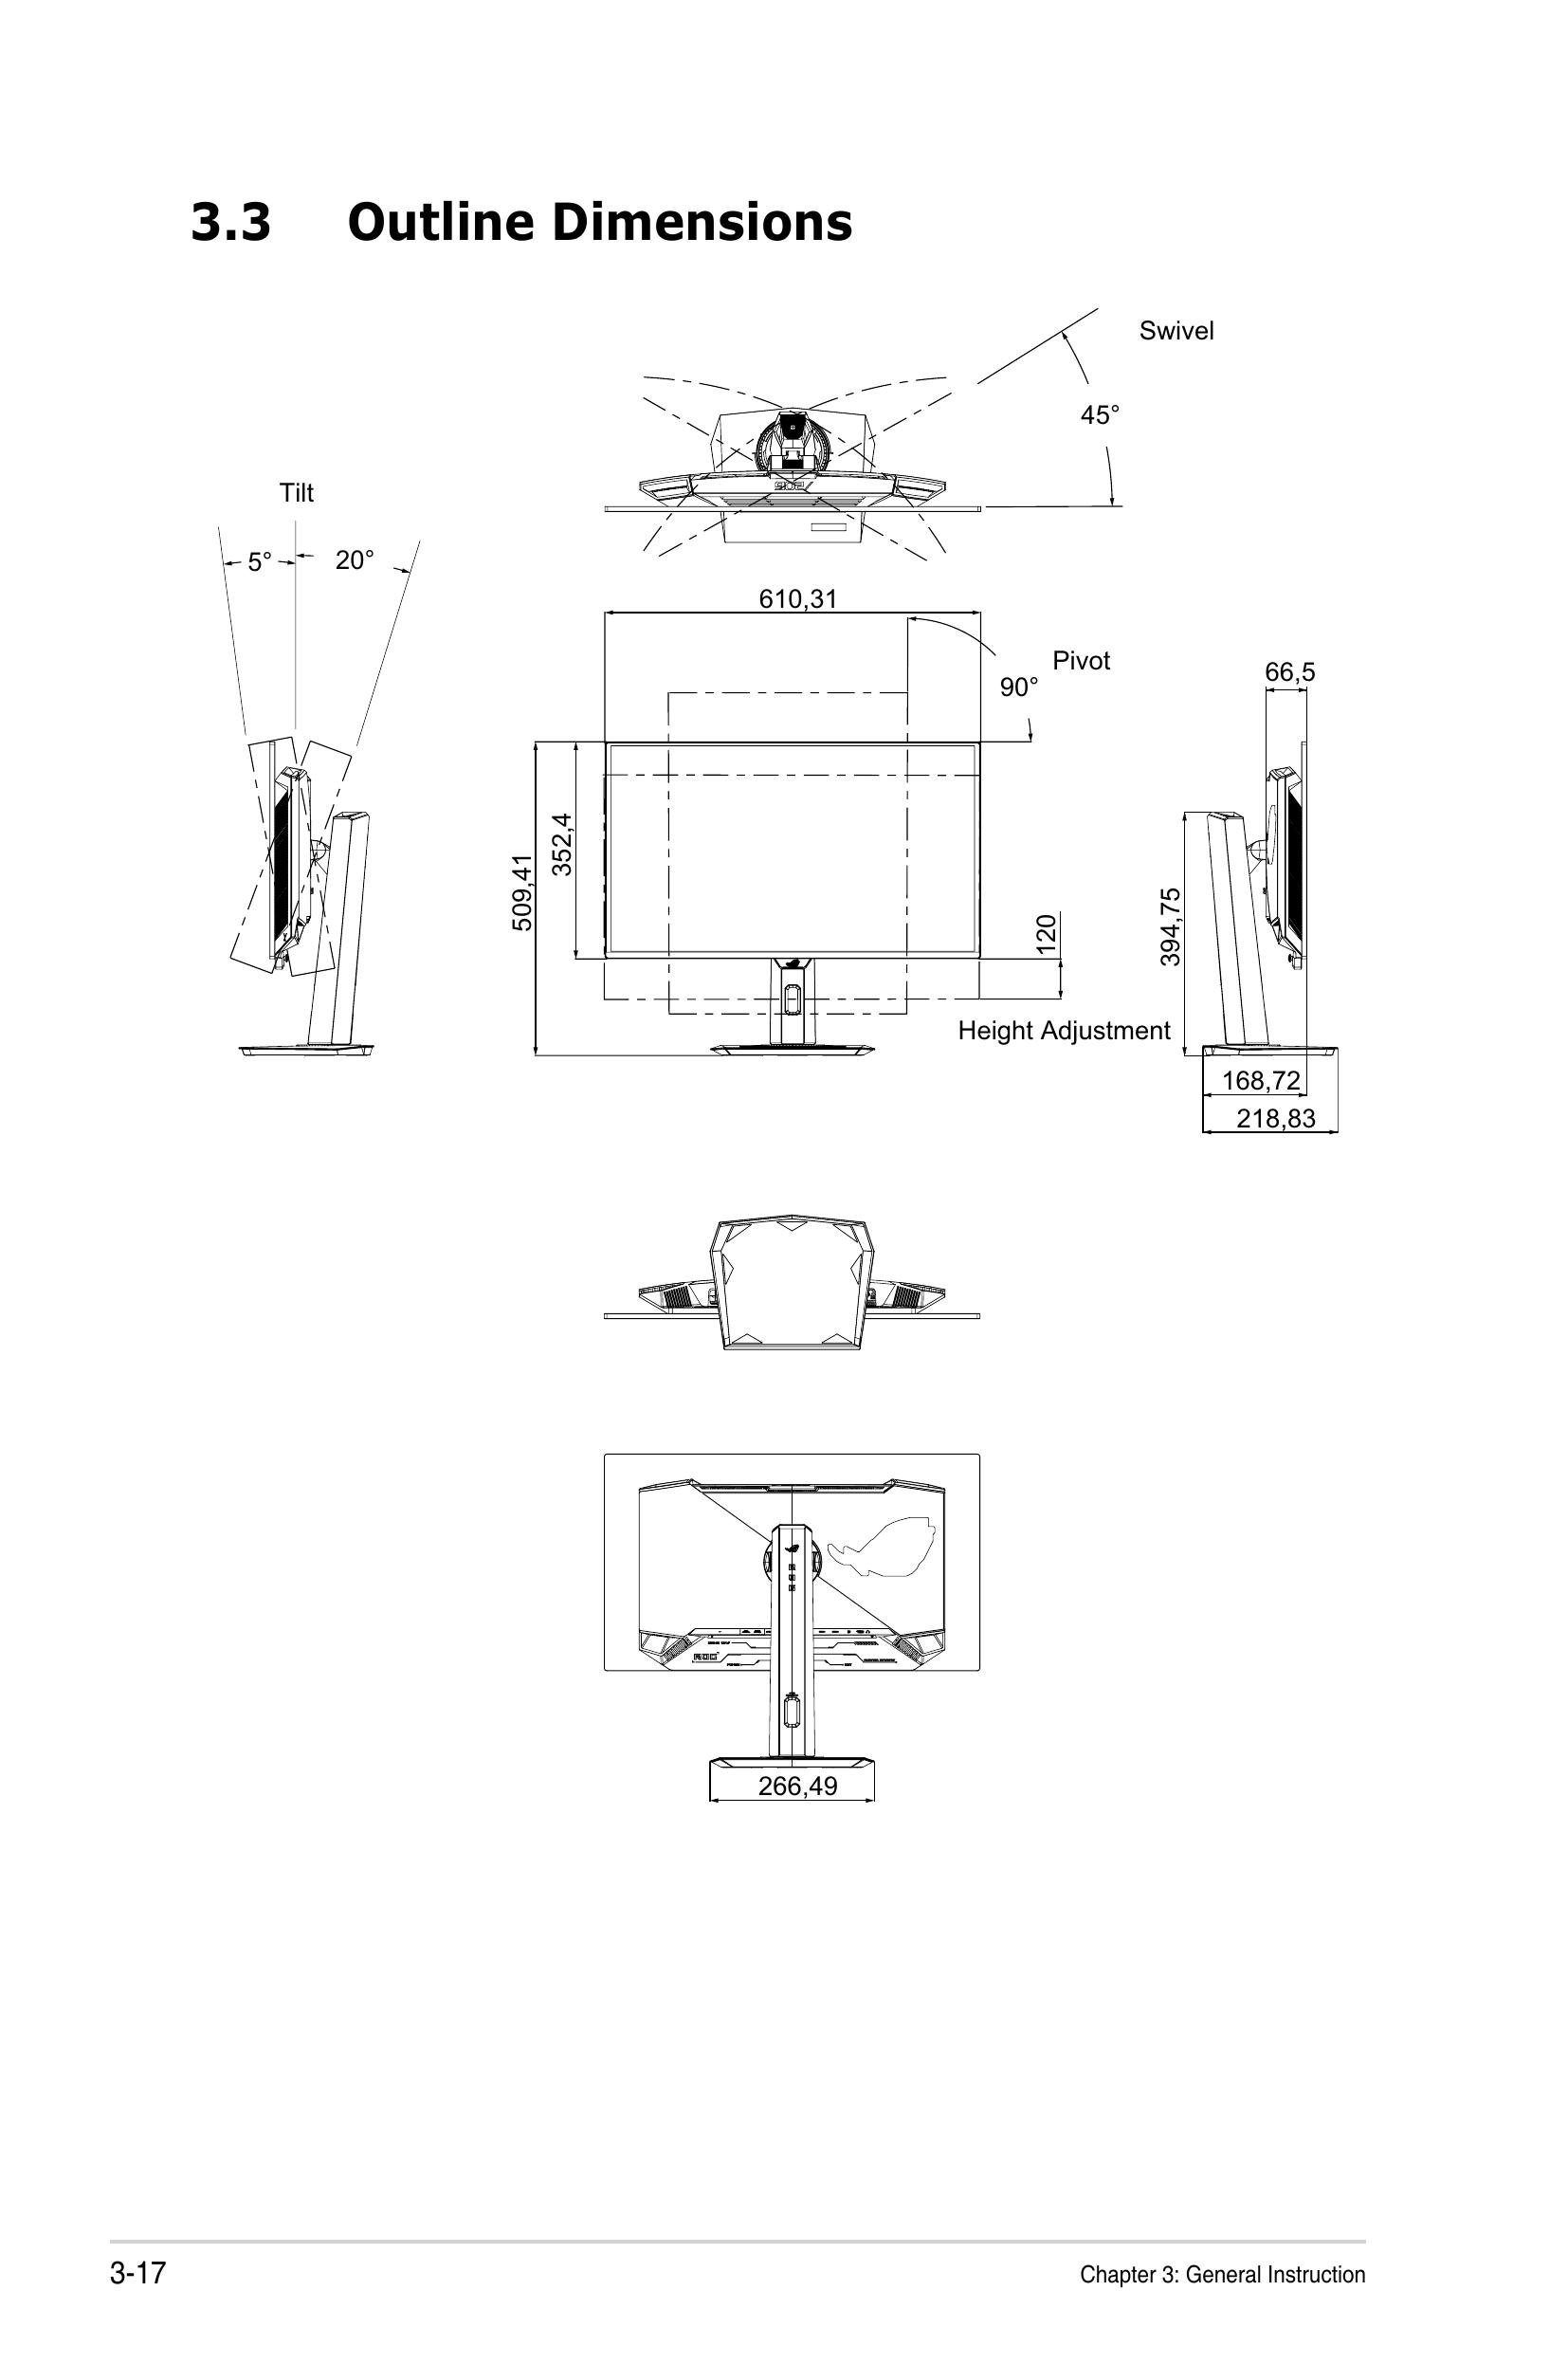 3.3 Outline Dimensions
Swivel
45°
Tilt
5°
20°
610,31
Pivot
90°
66,5
509,41
352,4
120
394,75
Height Adjustment
168,72
218,83
266,49
3-17
Chapter 3: General Instruction